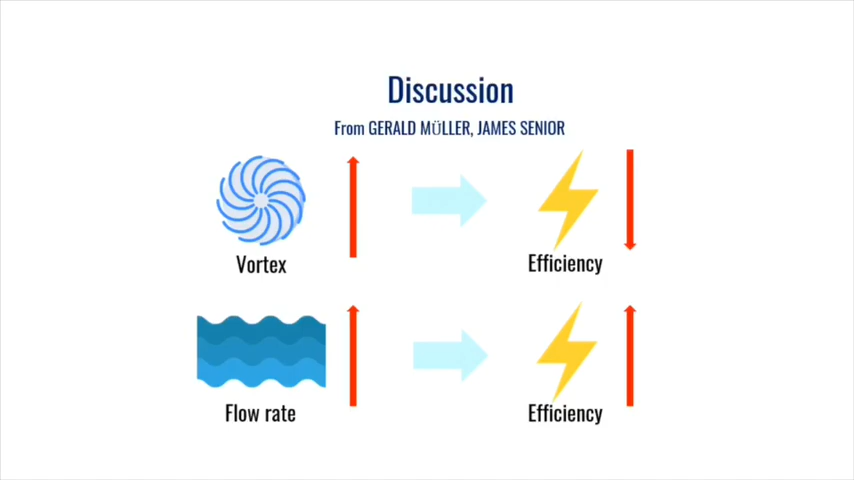 Discussion
From GERALD MÜLLER, JAMES SENIOR
Vortex
Efficiency
Flow rate
Efficiency